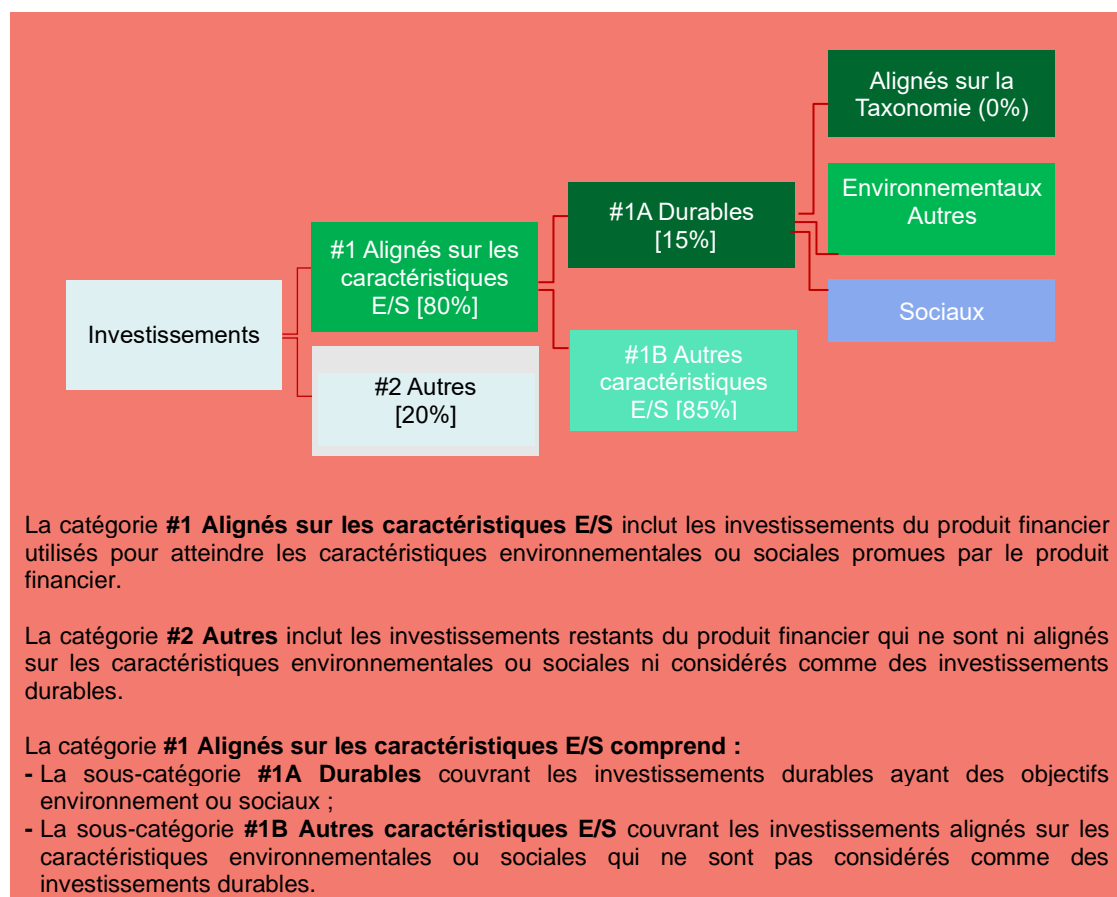 Alignés sur la
Taxonomie (0%)
Environnementaux
Autres
#1A Durables
[15%]
#1 Alignés sur les
caractéristiques
E/S [80%]
Sociaux
Investissements
#1B Autres
caractéristiques
E/S [85%]
#2 Autres
[20%]
La catégorie #1 Alignés sur les caractéristiques E/S inclut les investissements du produit financier
utilisés pour atteindre les caractéristiques environnementales ou sociales promues par le produit
financier.
La catégorie #2 Autres inclut les investissements restants du produit financier qui ne sont ni alignés
sur les caractéristiques environnementales ou sociales ni considérés comme des investissements
durables.
La catégorie #1 Alignés sur les caractéristiques E/S comprend :
- La sous-catégorie #1A Durables couvrant les investissements durables ayant des objectifs
environnement ou sociaux ;
- La sous-catégorie #1B Autres caractéristiques E/S couvrant les investissements alignés sur les
caractéristiques environnementales ou sociales qui ne sont pas considérés comme des
investissements durables.